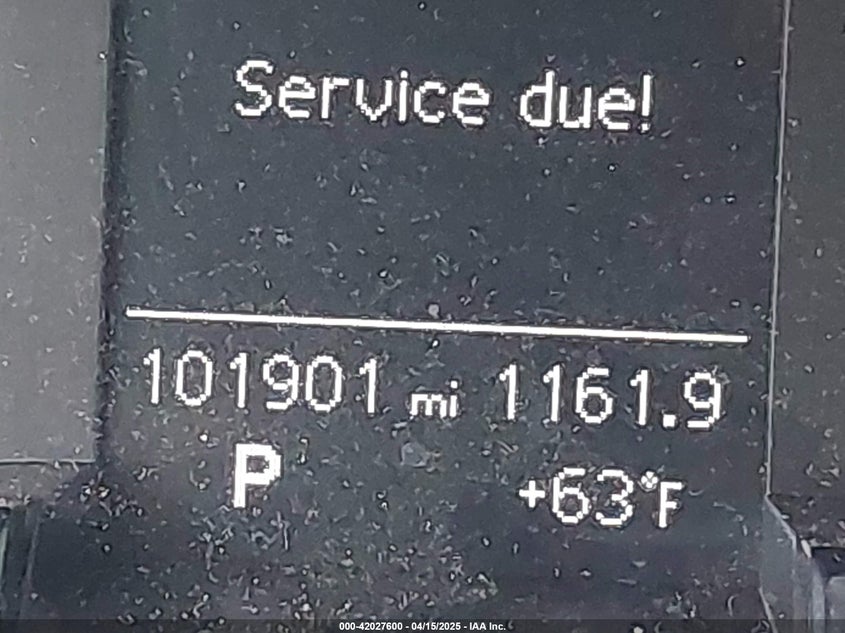 Service due!
101901 mi 1161.9
P +63°F
000-42027600 - 04/15/2025 - IAA Inc.